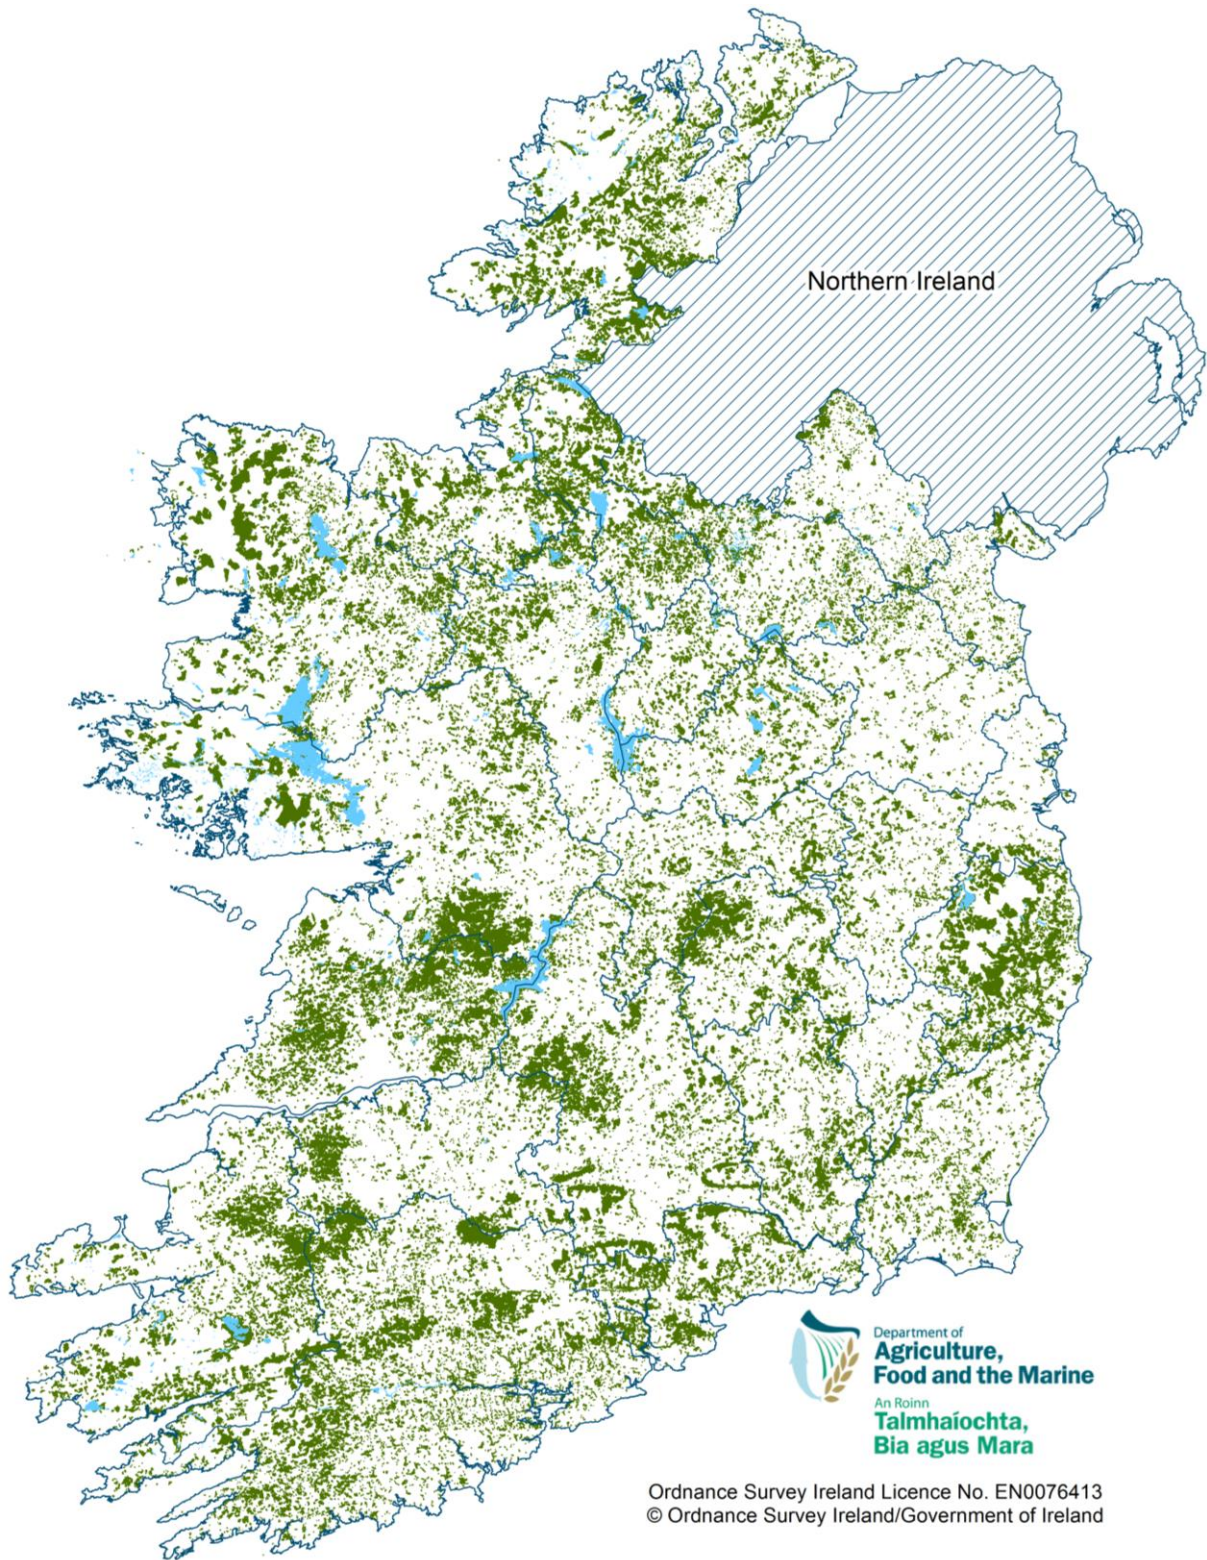 Northern Ireland
Department of
Agriculture,
Food and the Marine
An Roinn
Talmhaíochta,
Bia agus Mara
Ordnance Survey Ireland Licence No. EN0076413
© Ordnance Survey Ireland/Government of Ireland